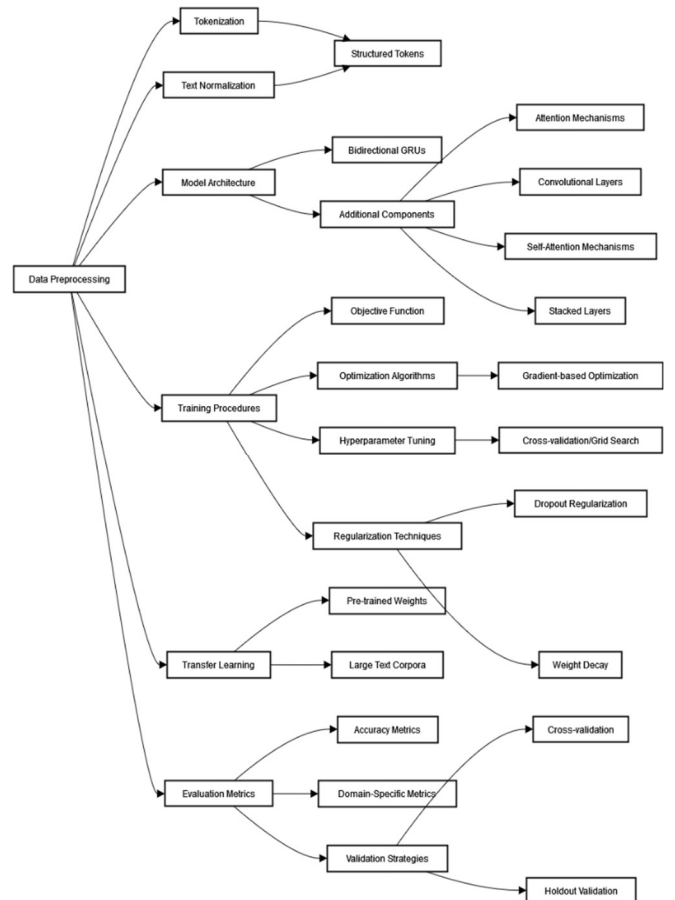 Tokenization
Structured Tokens
Text Normalization
Attention Mechanisms
Bidirectional GRUs
Model Architecture
Convolutional Layers
Additional Components
Self-Attention Mechanisms
Data Preprocessing
Objective Function
Stacked Layers
Optimization Algorithms
Gradient-based Optimization
Training Procedures
Hyperparameter Tuning
Cross-validation/Grid Search
Dropout Regularization
Regularization Techniques
Pre-trained Weights
Transfer Learning
Large Text Corpora
Weight Decay
Accuracy Metrics
Cross-validation
Evaluation Metrics
Domain-Specific Metrics
Validation Strategies
Holdout Validation